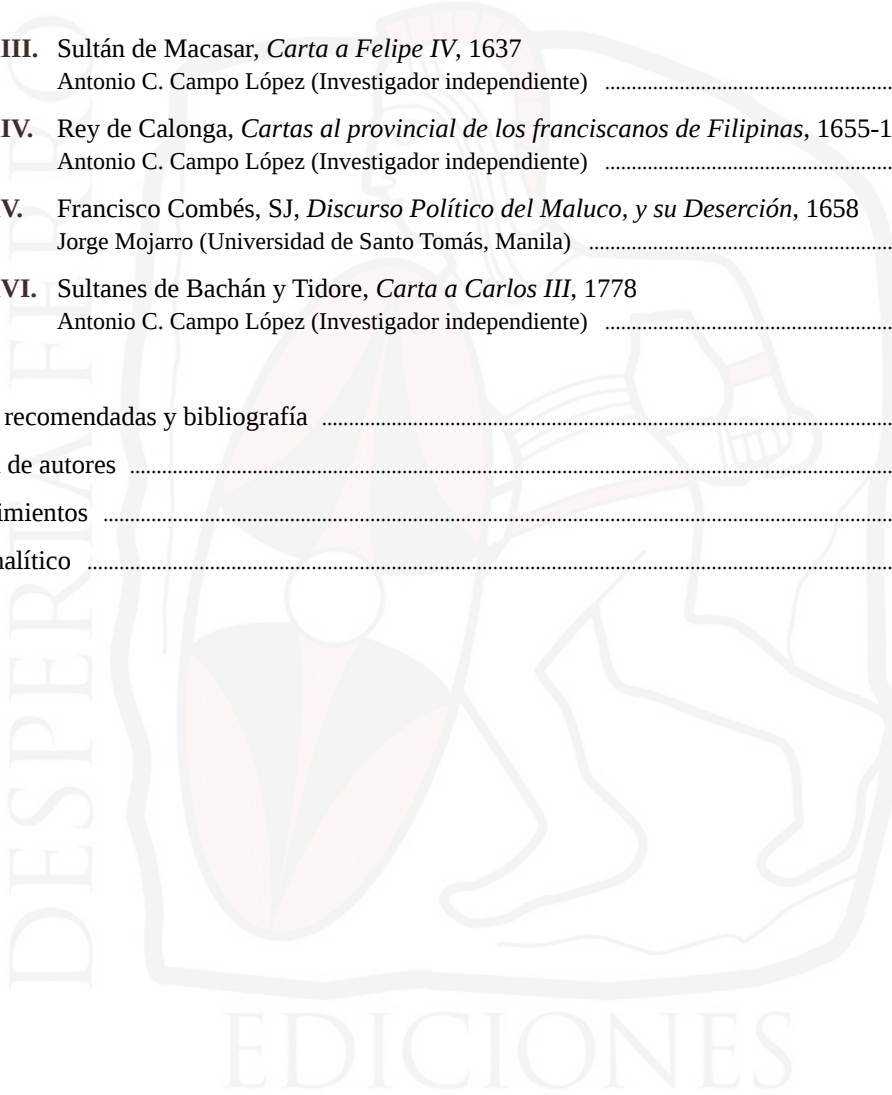 III. Sultán de Macasar, Carta a Felipe IV, 1637
Antonio C. Campo López (Investigador independiente) ....................
IV. Rey de Calonga, Cartas al provincial de los franciscanos de Filipinas, 1655-1
Antonio C. Campo López (Investigador independiente) ....................
V. Francisco Combés, SJ, Discurso Político del Maluco, y su Deserción, 1658
Jorge Mojarro (Universidad de Santo Tomás, Manila) ....................
VI. Sultanes de Bachán y Tidore, Carta a Carlos III, 1778
Antonio C. Campo López (Investigador independiente) ....................
recomendadas y bibliografía ....................
de autores ....................
imientos ....................
nalítico ....................
DESPERTA FERRO
EDICIONES